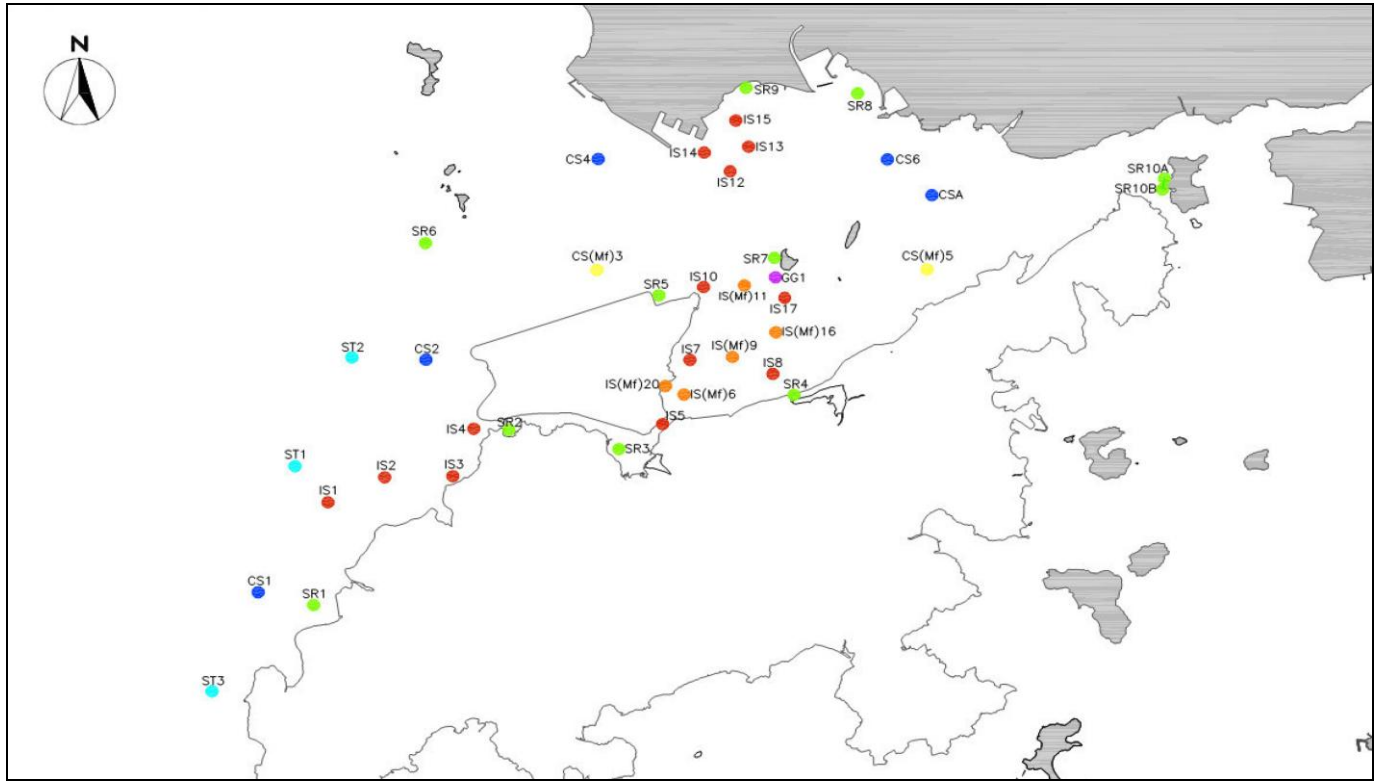 N
SR9
SR8
IS15
IS13
IS14
CS4
CS6
IS12
SR10A
SR10B
CSA
SR6
CS(Mf)3
SR7
CS(Mf)5
GG1
IS10
SR5
IS(Mf)11
IS17
IS(Mf)16
ST2
CS2
IS7
IS(Mf)9
IS8
IS(Mf)20
IS(Mf)6
SR4
IS5
SR2
IS4
SR3
ST1
IS2
IS3
IS1
CS1
SR1
ST3